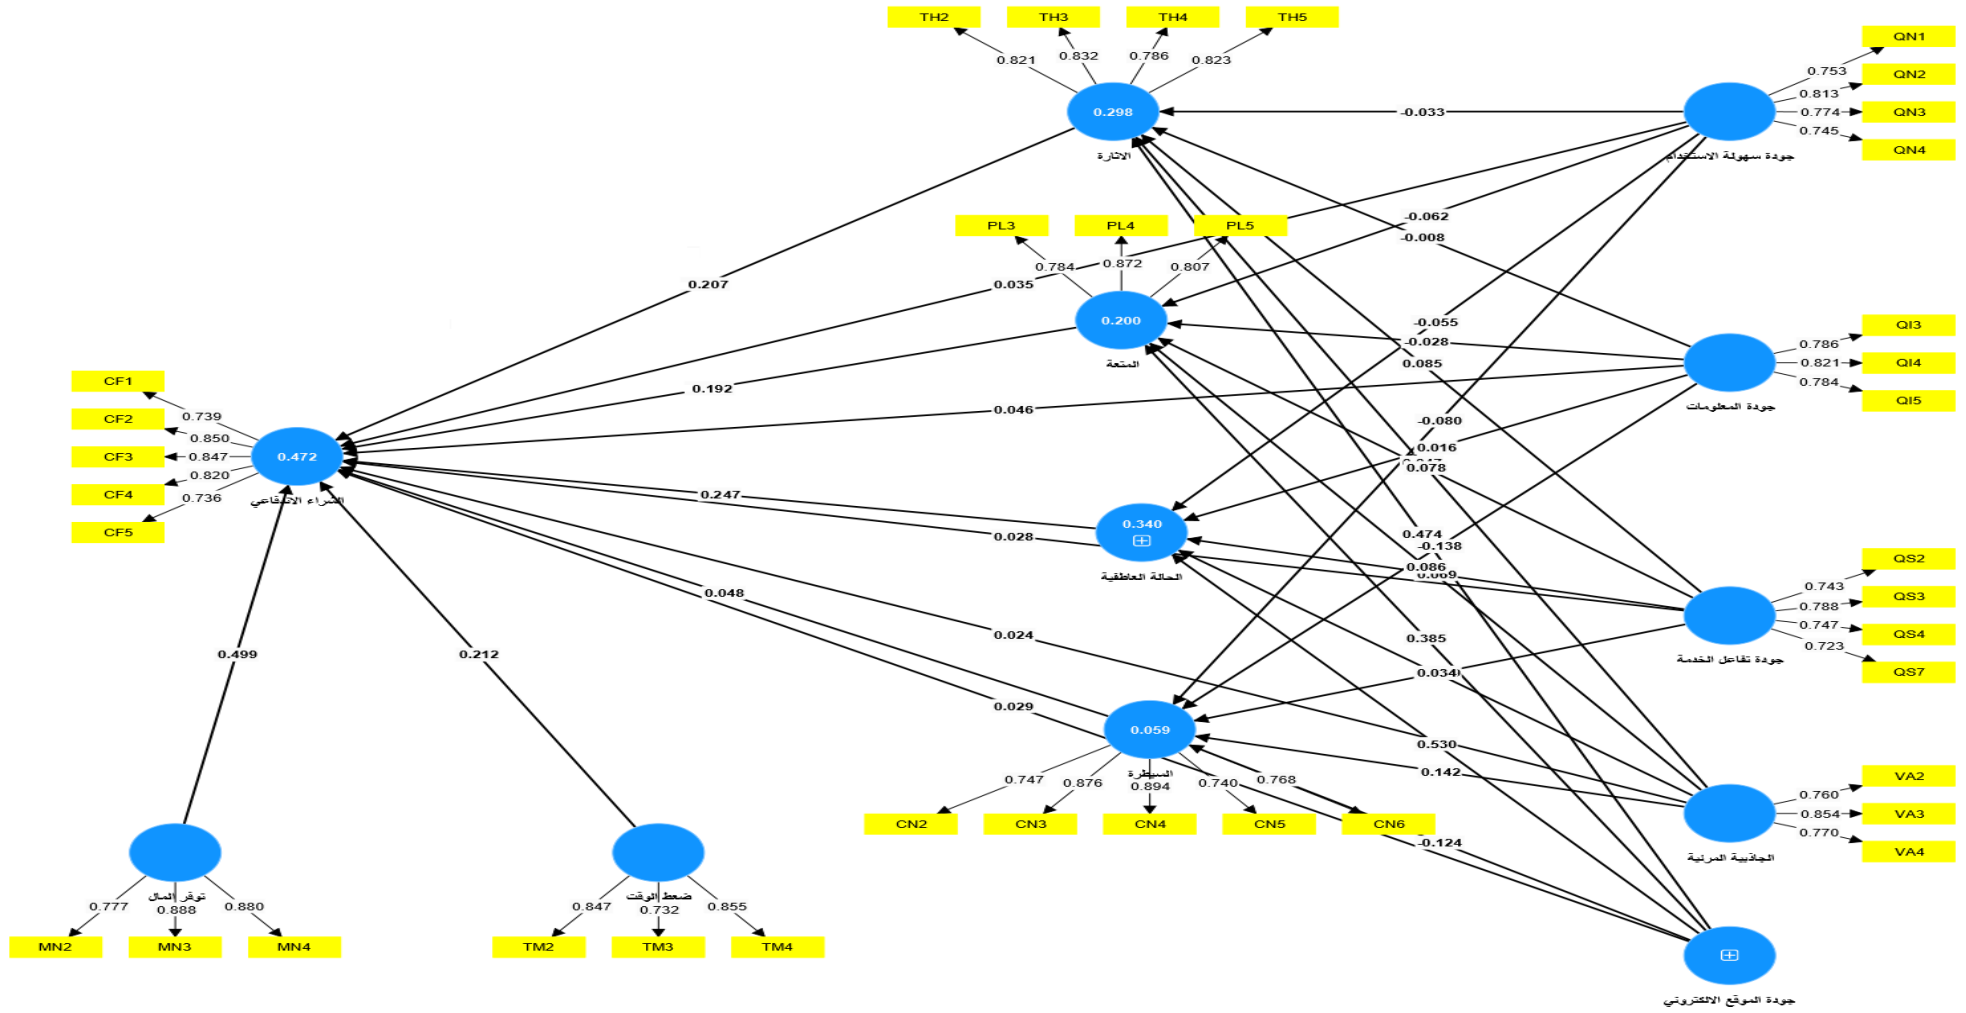 TH2 TH3 TH4 TH5
QN1
0.821 0.832 0.786 0.823
0.753
QN2
0.813
0.298
-0.033
0.774
QN3
0.745
QN4
الاثارة
جودة سهولة الاستخدام
PL3 PL4 PL5
-0.062
-0.008
0.784 0.872 0.807
0.207
0.035
0.200
-0.055
-0.028
0.085
المتعة
QI3
0.786
0.821
QI4
0.784
QI5
جودة المعلومات
0.192
0.046
CF1
0.739
CF2
0.850
CF3
0.847
0.472
0.820
CF4
0.736
CF5
الشراء الاندفاعي
-0.080
0.016
0.078
0.247
0.028
0.340
الحالة العاطفية
0.474
-0.138
0.086
0.069
QS2
0.743
QS3
0.788
0.747
QS4
0.723
QS7
جودة تفاعل الخدمة
0.048
0.024
0.385
0.499
0.212
0.034
0.029
0.059
السيطرة
0.530
0.142
0.747 0.876 0.894 0.740 0.768
CN2 CN3 CN4 CN5 CN6
-0.124
VA2
0.760
0.854
VA3
0.770
VA4
الجاذبية المرئية
توفر المال
ضغط الوقت
0.777 0.888 0.880
0.847 0.732 0.855
MN2 MN3 MN4
TM2 TM3 TM4
جودة الموقع الالكتروني